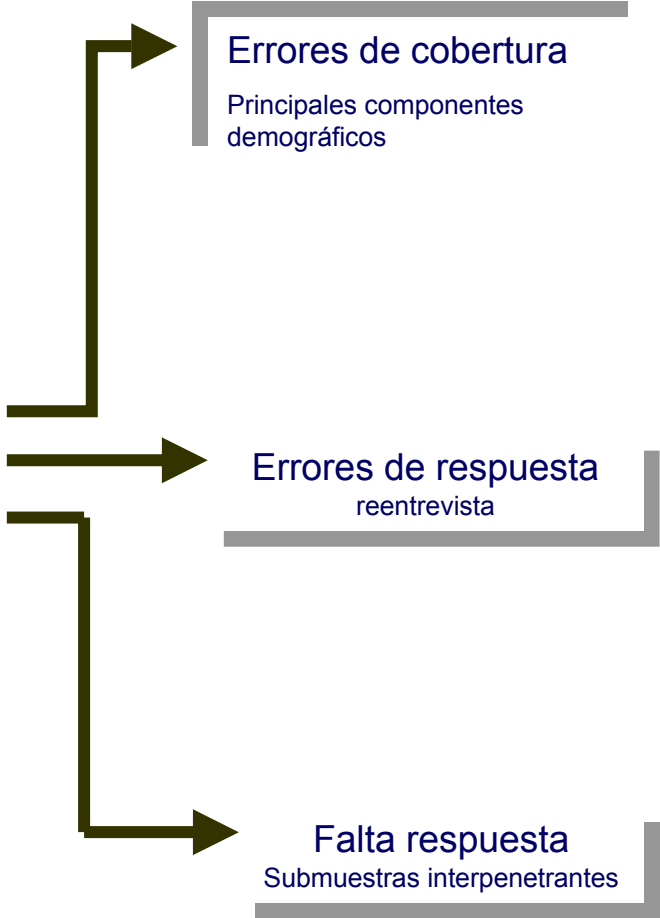 Errores de cobertura
Principales componentes
demográficos
Errores de respuesta
reentrevista
Falta respuesta
Submuestras interpenetrantes